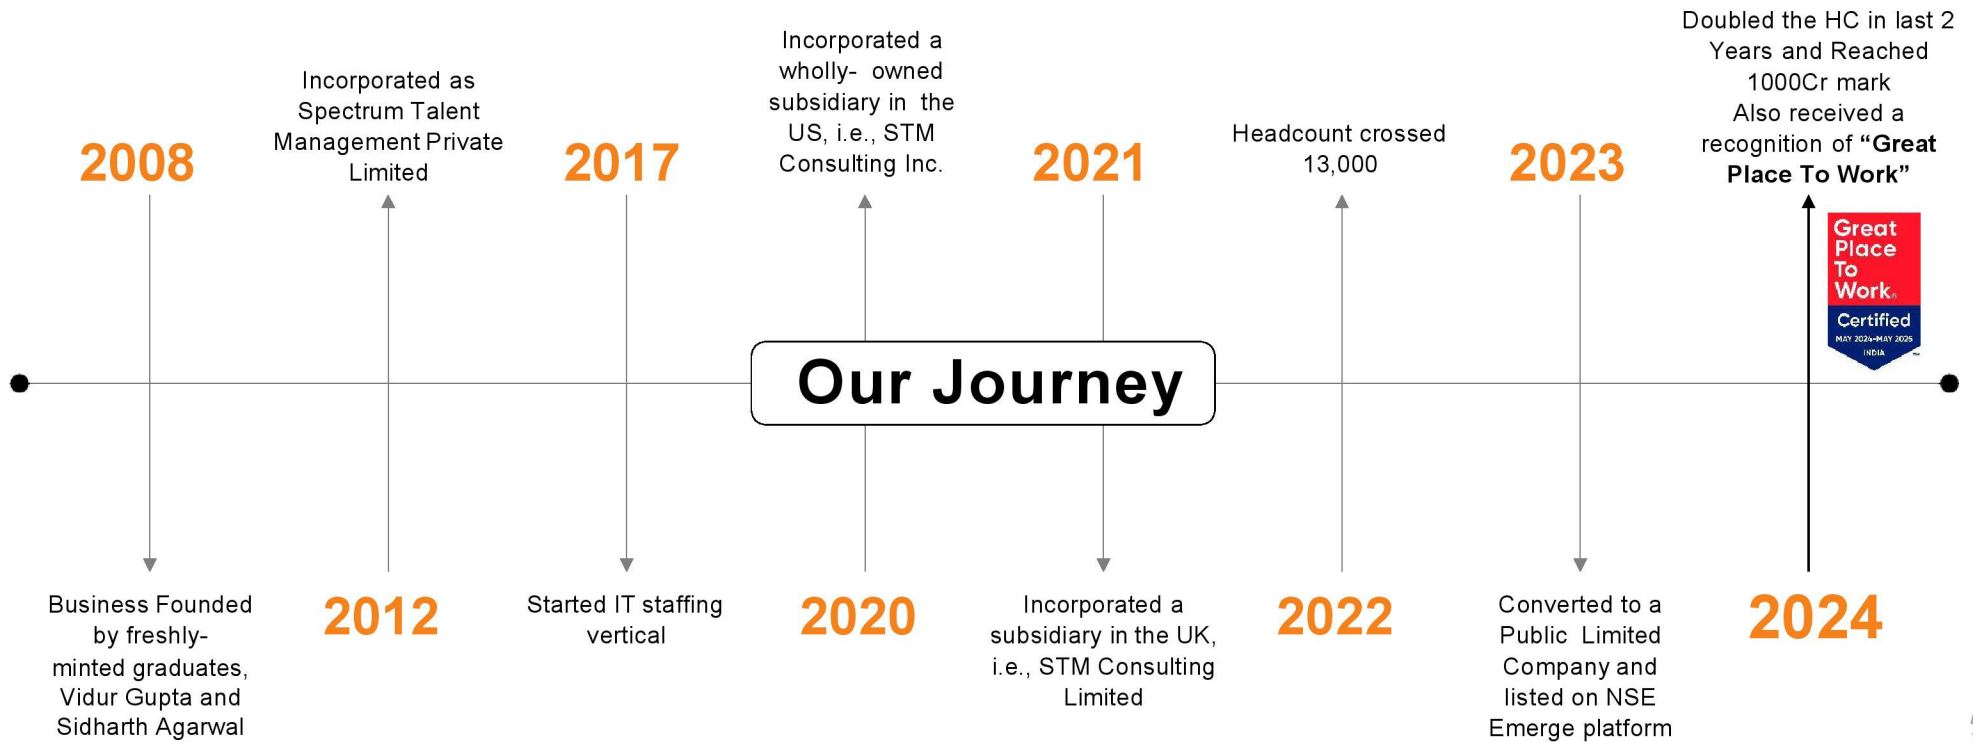 2008
Business Founded
by freshly-
minted graduates,
Vidur Gupta and
Sidharth Agarwal
Incorporated as
Spectrum Talent
Management Private
Limited
2012
2017
Started IT staffing
vertical
Incorporated a
wholly- owned
subsidiary in the
US, i.e., STM
Consulting Inc.
2020
Our Journey
2021
Incorporated a
subsidiary in the UK,
i.e., STM Consulting
Limited
Headcount crossed
13,000
2022
2023
Converted to a
Public Limited
Company and
listed on NSE
Emerge platform
Doubled the HC in last 2
Years and Reached
1000Cr mark
Also received a
recognition of “Great
Place To Work”
Great
Place
To
Work®
Certified
MAY 2024-MAY 2025
INDIA
™
2024